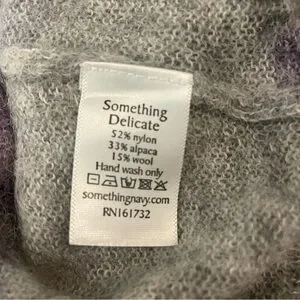 Something
Delicate
52% nylon
33% alpaca
15% wool
Hand wash only
somethingnavy.com
RN161732